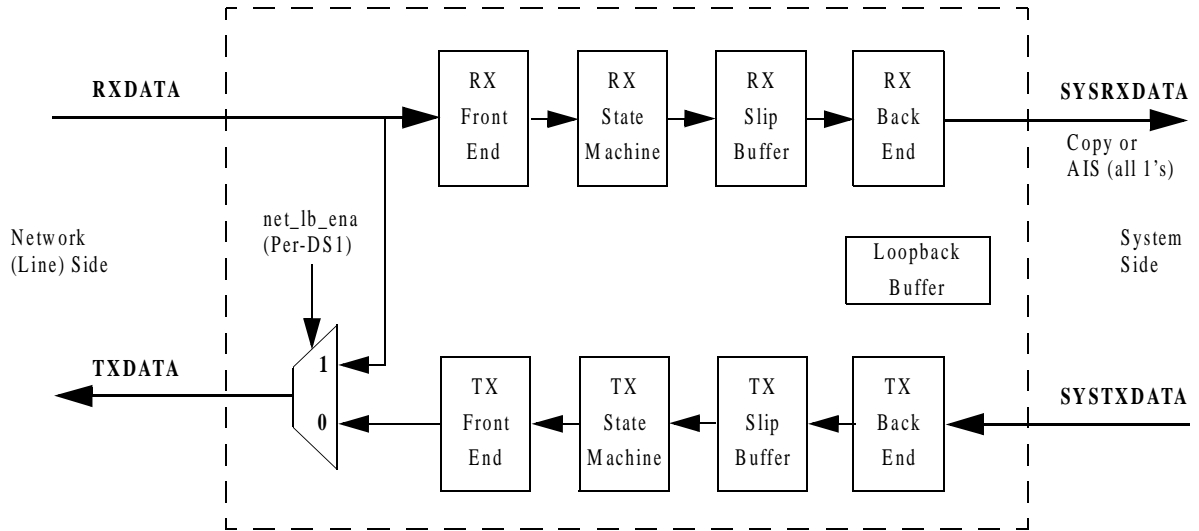 RXDATA
RX
Front
End
RX
State
Machine
RX
Slip
Buffer
RX
Back
End
SYSRXDATA
Copy or
AIS (all 1's)
net_lb_ena
(Per-DS1)
Network
(Line) Side
Loopback
Buffer
System
Side
TXDATA
1
0
TX
Front
End
TX
State
Machine
TX
Slip
Buffer
TX
Back
End
SYSTXDATA